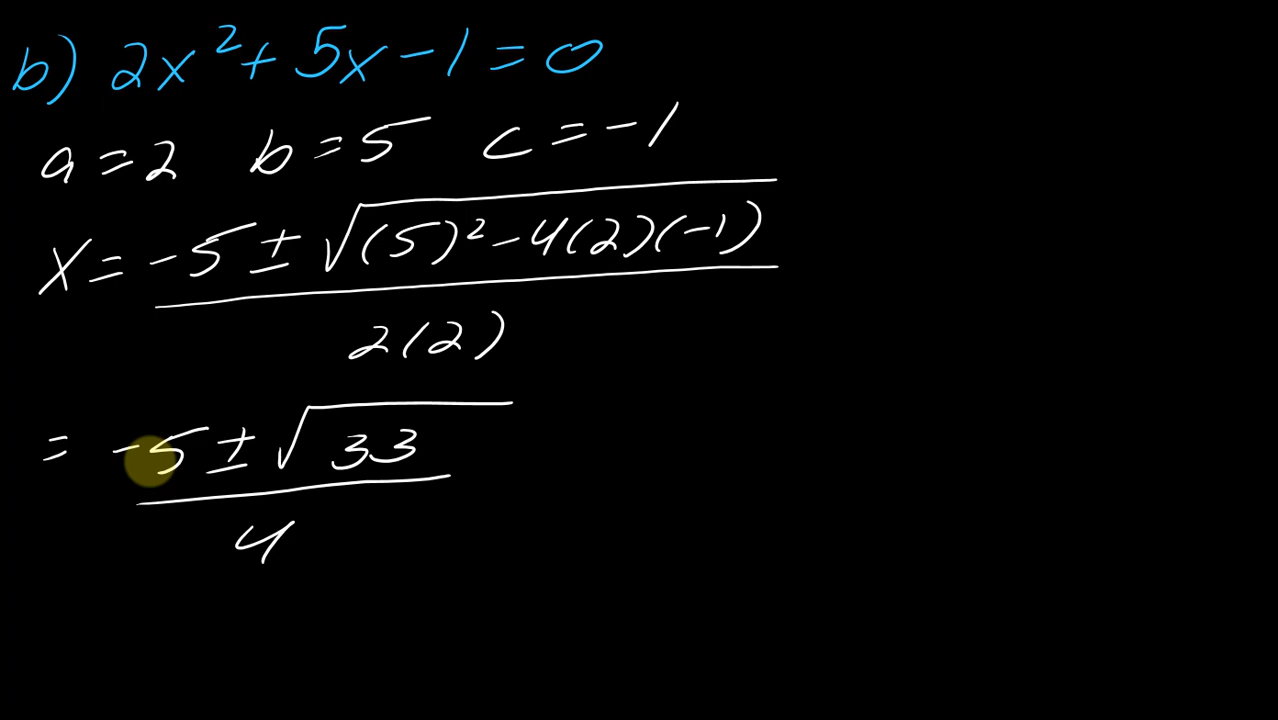 b) 2x² + 5x - 1 = 0
a = 2 b = 5 c = -1
x = -5 ± √(5)² - 4(2)(-1)
2(2)
= -5 ± √33
4